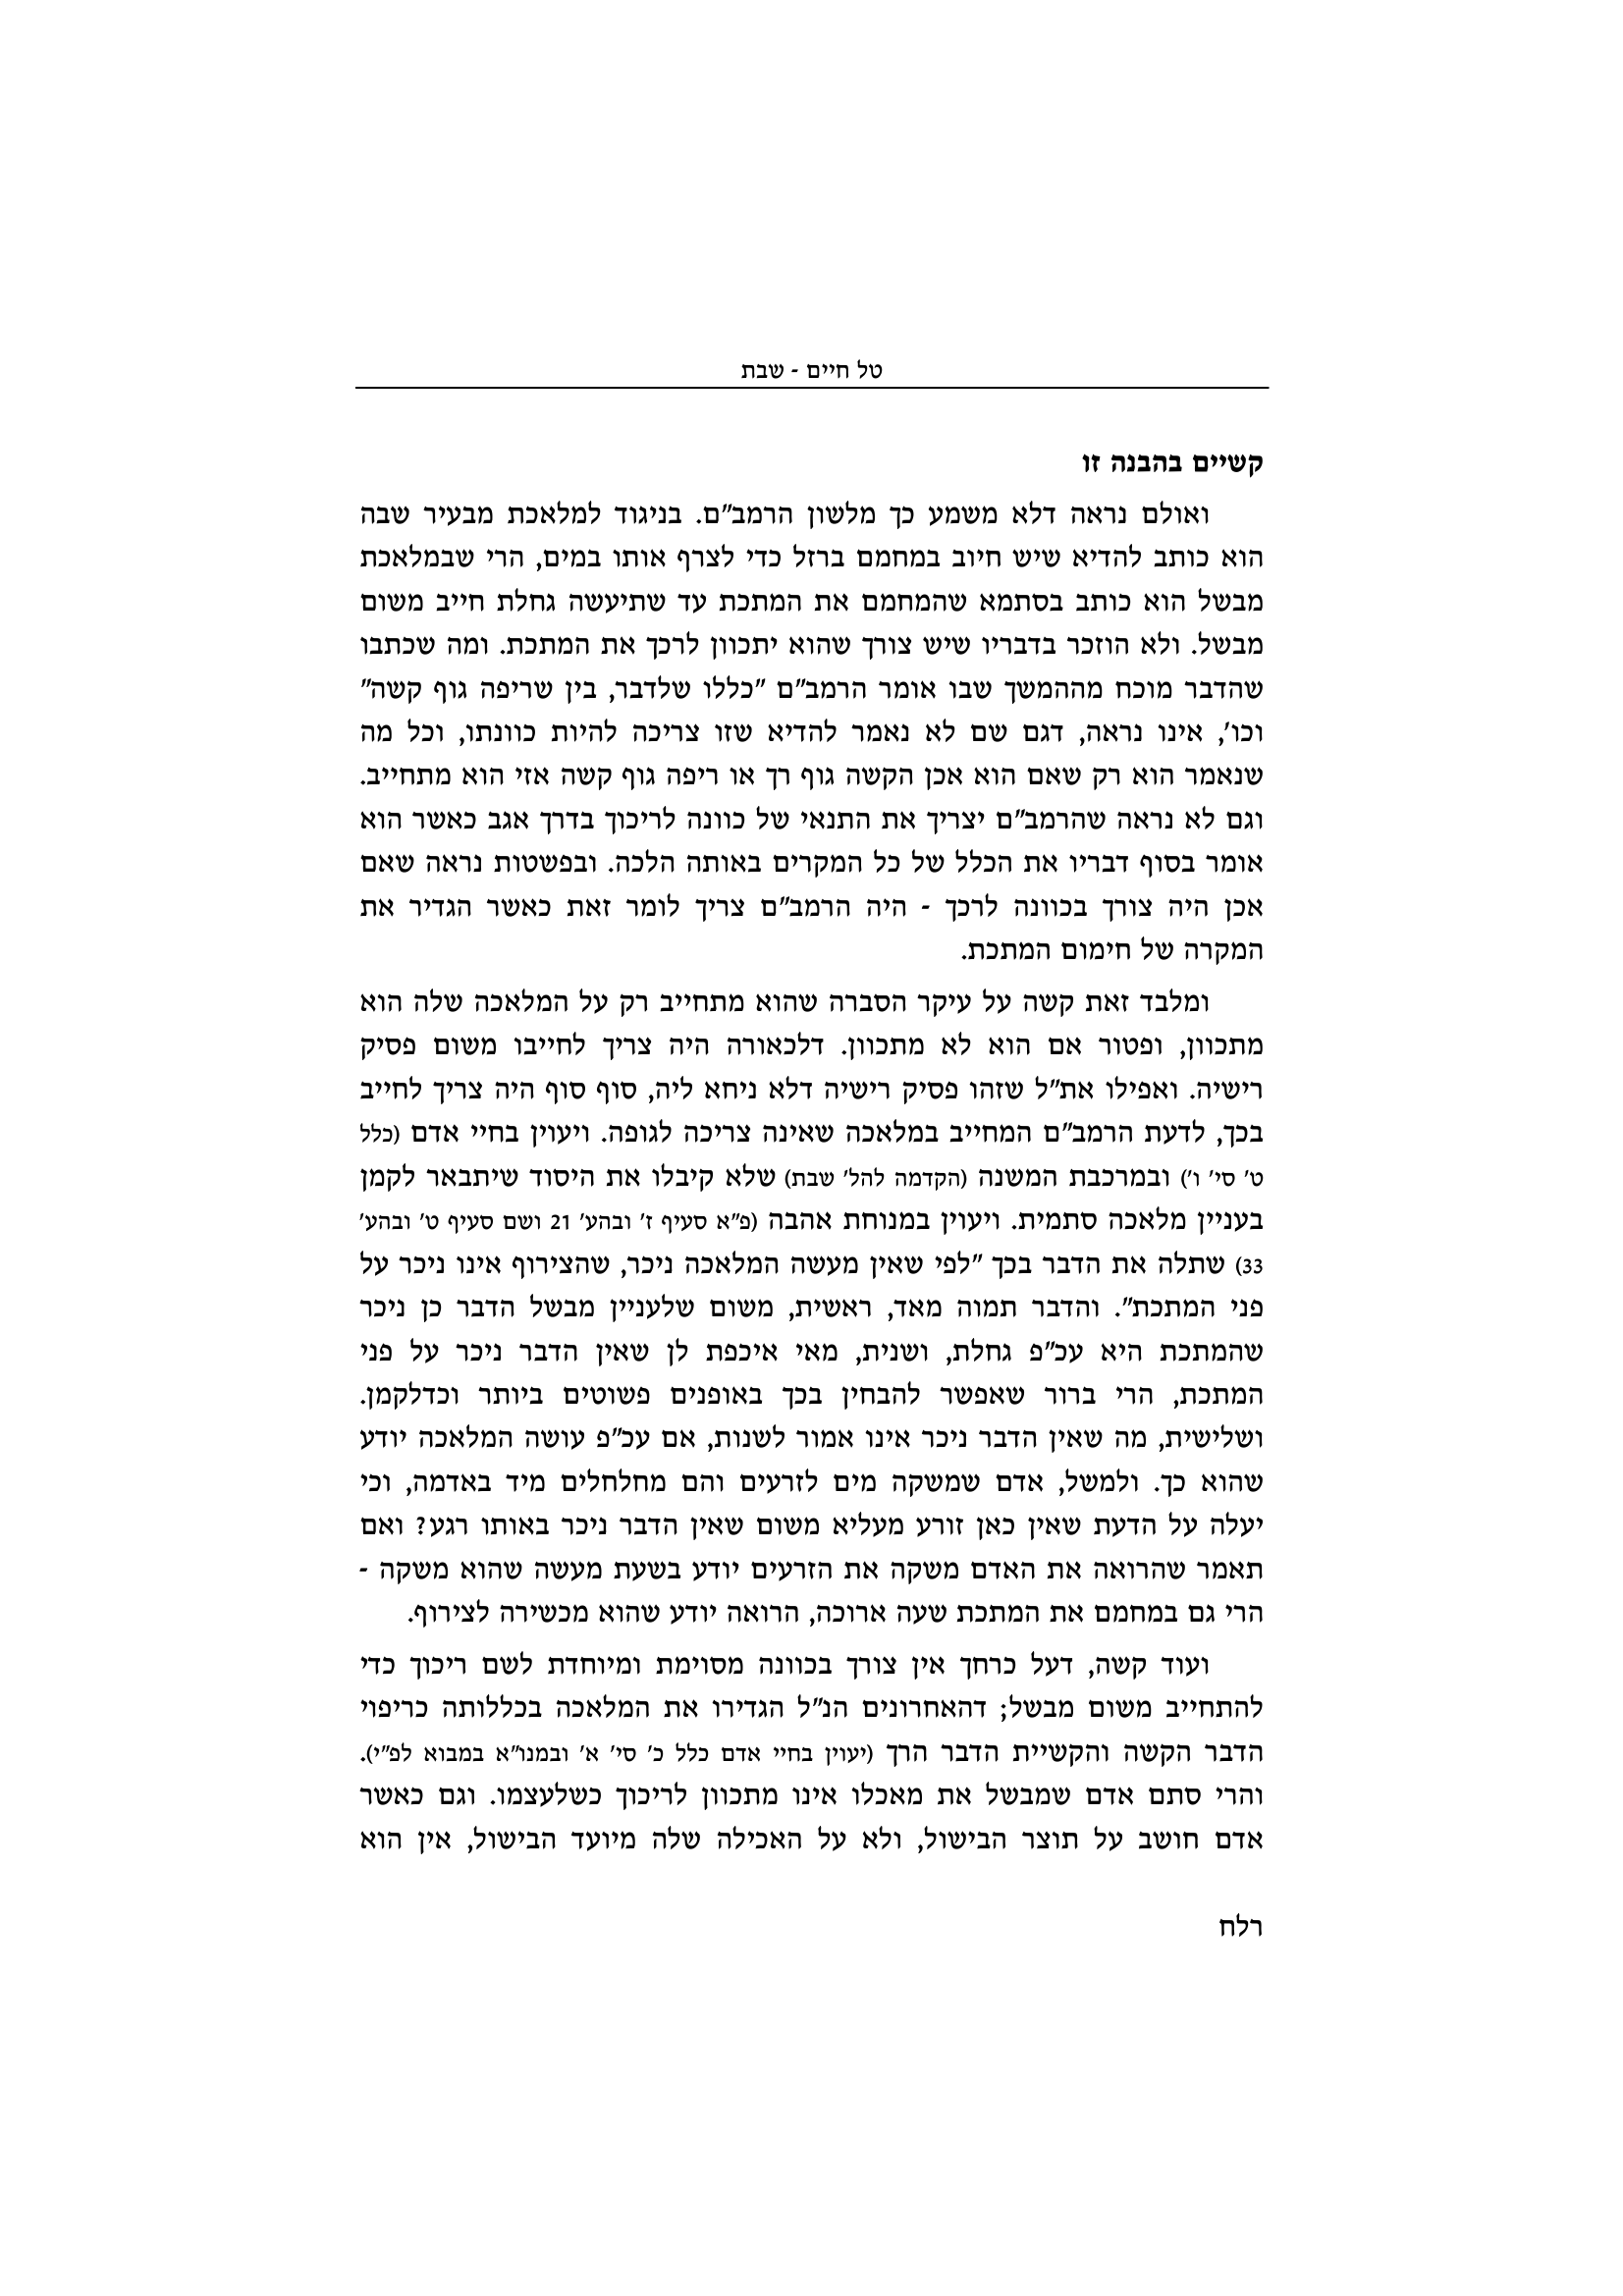 טל חיים - שבת
קשיים בהבנה זו
ואולם נראה דלא משמע כך מלשון הרמב״ם. בניגוד למלאכת מבעיר שבה
הוא כותב להדיא שיש חיוב במחמם ברזל כדי לצרף אותו במים, הרי שבמלאכת
מבשל הוא כותב בסתמא שהמחמם את המתכת עד שתיעשה גחלת חייב משום
מבשל. ולא הוזכר בדבריו שיש צורך שהוא יתכוון לרכך את המתכת. ומה שכתבו
שהדבר מוכח מההמשך שבו אומר הרמב״ם ״כללו שלדבר, בין שריפה גוף קשה״
וכו׳, אינו נראה, דגם שם לא נאמר להדיא שזו צריכה להיות כוונתו, וכל מה
שנאמר הוא רק שאם הוא אכן הקשה גוף רך או ריפה גוף קשה אזי הוא מתחייב.
וגם לא נראה שהרמב״ם יצריך את התנאי של כוונה לריכוך בדרך אגב כאשר הוא
אומר בסוף דבריו את הכלל של כל המקרים באותה הלכה. ובפשטות נראה שאם
אכן היה צורך בכוונה לרכך - היה הרמב״ם צריך לומר זאת כאשר הגדיר את
המקרה של חימום המתכת.
ומלבד זאת קשה על עיקר הסברה שהוא מתחייב רק על המלאכה שלה הוא
מתכוון, ופטור אם הוא לא מתכוון. דלכאורה היה צריך לחייבו משום פסיק
רישיה. ואפילו את״ל שזהו פסיק רישיה דלא ניחא ליה, סוף סוף היה צריך לחייב
בכך, לדעת הרמב״ם המחייב במלאכה שאינה צריכה לגופה. ויעוין בחיי אדם (כלל
ט׳ סי׳ ו׳) ובמרכבת המשנה (הקדמה להל׳ שבת) שלא קיבלו את היסוד שיתבאר לקמן
בעניין מלאכה סתמית. ויעוין במנוחת אהבה (פ״א סעיף ז׳ ובהע׳ 21 ושם סעיף ט׳ ובהע׳
33) שתלה את הדבר בכך ״לפי שאין מעשה המלאכה ניכר, שהצירוף אינו ניכר על
פני המתכת״. והדבר תמוה מאד, ראשית, משום שלעניין מבשל הדבר כן ניכר
שהמתכת היא עכ״פ גחלת, ושנית, מאי איכפת לן שאין הדבר ניכר על פני
המתכת, הרי ברור שאפשר להבחין בכך באופנים פשוטים ביותר וכדלקמן.
ושלישית, מה שאין הדבר ניכר אינו אמור לשנות, אם עכ״פ עושה המלאכה יודע
שהוא כך. ולמשל, אדם שמשקה מים לזרעים והם מחלחלים מיד באדמה, וכי
יעלה על הדעת שאין כאן זורע מעליא משום שאין הדבר ניכר באותו רגע? ואם
תאמר שהרואה את האדם משקה את הזרעים יודע בשעת מעשה שהוא משקה -
הרי גם במחמם את המתכת שעה ארוכה, הרואה יודע שהוא מכשירה לצירוף.
ועוד קשה, דעל כרחך אין צורך בכוונה מסוימת ומיוחדת לשם ריכוך כדי
להתחייב משום מבשל; דהאחרונים הנ״ל הגדירו את המלאכה בכללותה כריפוי
הדבר הקשה והקשיית הדבר הרך (יעוין בחיי אדם כלל כ׳ סי׳ א׳ ובמנו״א במבוא לפ״י).
והרי סתם אדם שמבשל את מאכלו אינו מתכוון לריכוך כשלעצמו. וגם כאשר
אדם חושב על תוצר הבישול, ולא על האכילה שלה מיועד הבישול, אין הוא
רלח